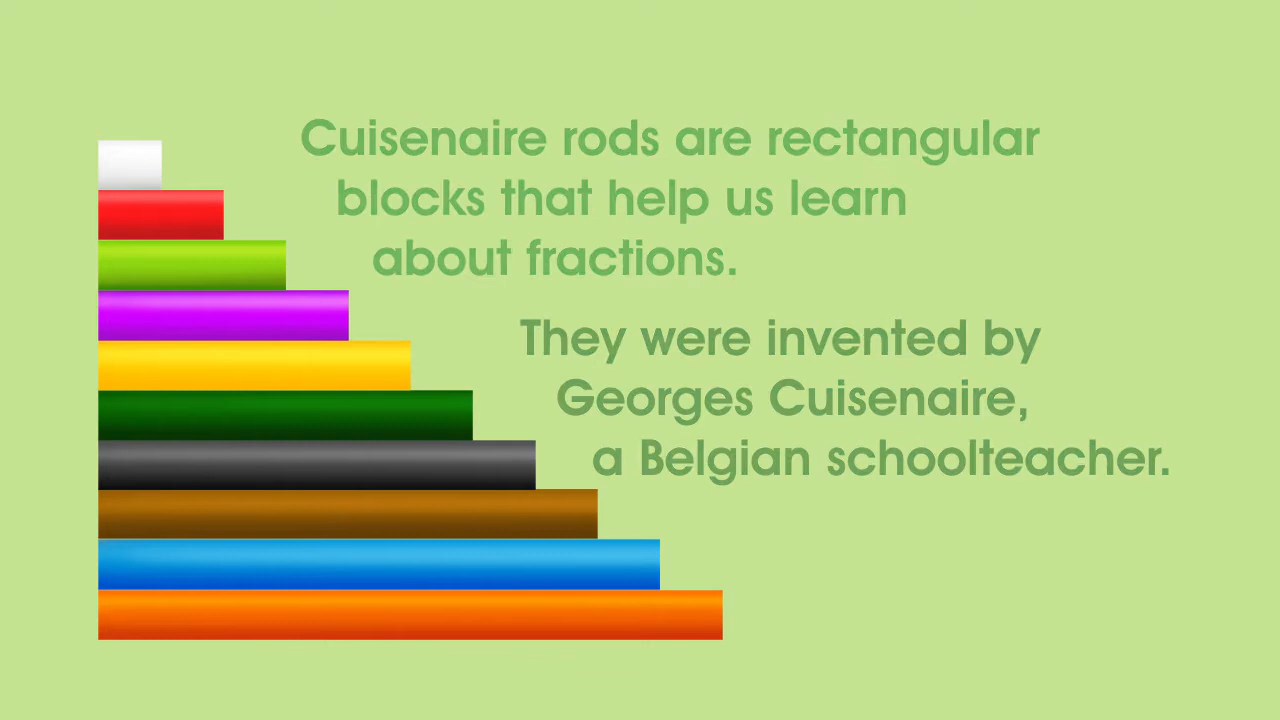 Cuisenaire rods are rectangular
blocks that help us learn
about fractions.
They were invented by
Georges Cuisenaire,
a Belgian schoolteacher.